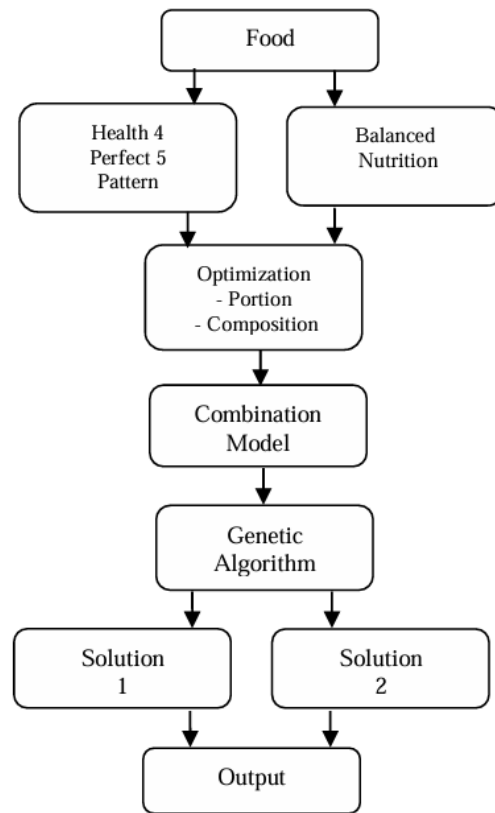 Food
Health 4
Perfect 5
Pattern
Balanced
Nutrition
Optimization
- Portion
- Composition
Combination
Model
Genetic
Algorithm
Solution
1
Solution
2
Output